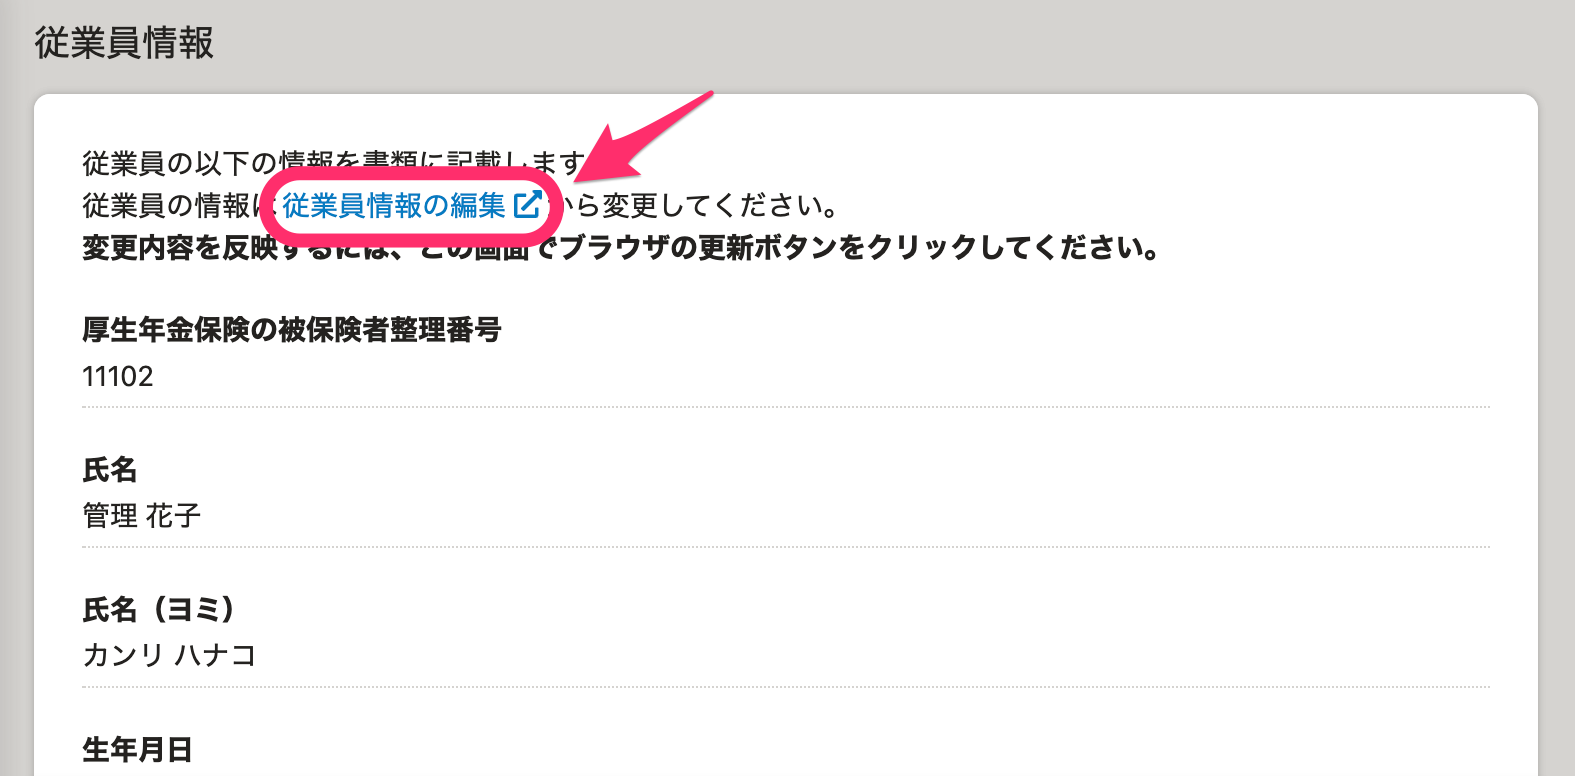 従業員情報
従業員の以下の情報を書類に記載します
従業員の情報は従業員情報の編集から変更してください。
変更内容を反映するには、この画面でブラウザの更新ボタンをクリックしてください。
厚生年金保険の被保険者整理番号
11102
氏名
管理 花子
氏名（ヨミ）
カンリ ハナコ
生年月日